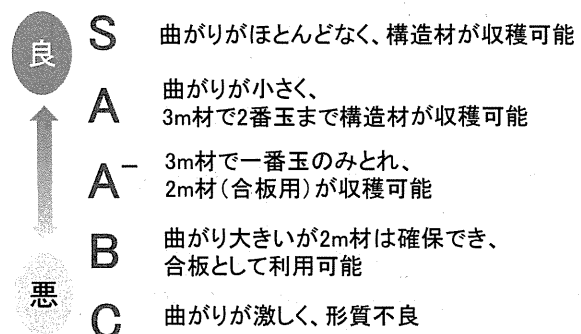 良
S 曲がりがほとんどなく、構造材が収穫可能
A 曲がりが小さく、
3m材で2番玉まで構造材が収穫可能
A⁻ 3m材で一番玉のみとれ、
2m材(合板用)が収穫可能
B 曲がり大きいが2m材は確保でき、
合板として利用可能
悪
C 曲がりが激しく、形質不良